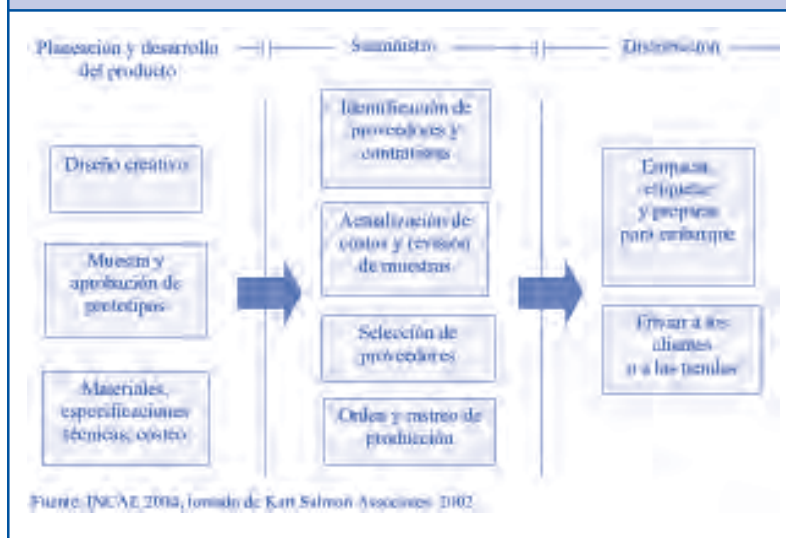 Planeación y desarrollo
del producto
Suministro
Distribución
Diseño creativo
Muestra y
aprobación de
prototipos
Materiales,
especificaciones
técnicas, costeo
Identificación de
proveedores y
contratistas
Actualización de
costos y revisión
de muestras
Selección de
proveedores
Orden y rastreo de
producción
Empacar,
etiquetar
y preparar
para embarque
Enviar a los
clientes
o a las tiendas
Fuente: INCAE 2004, tomado de Kurt Salmon Associates 2002